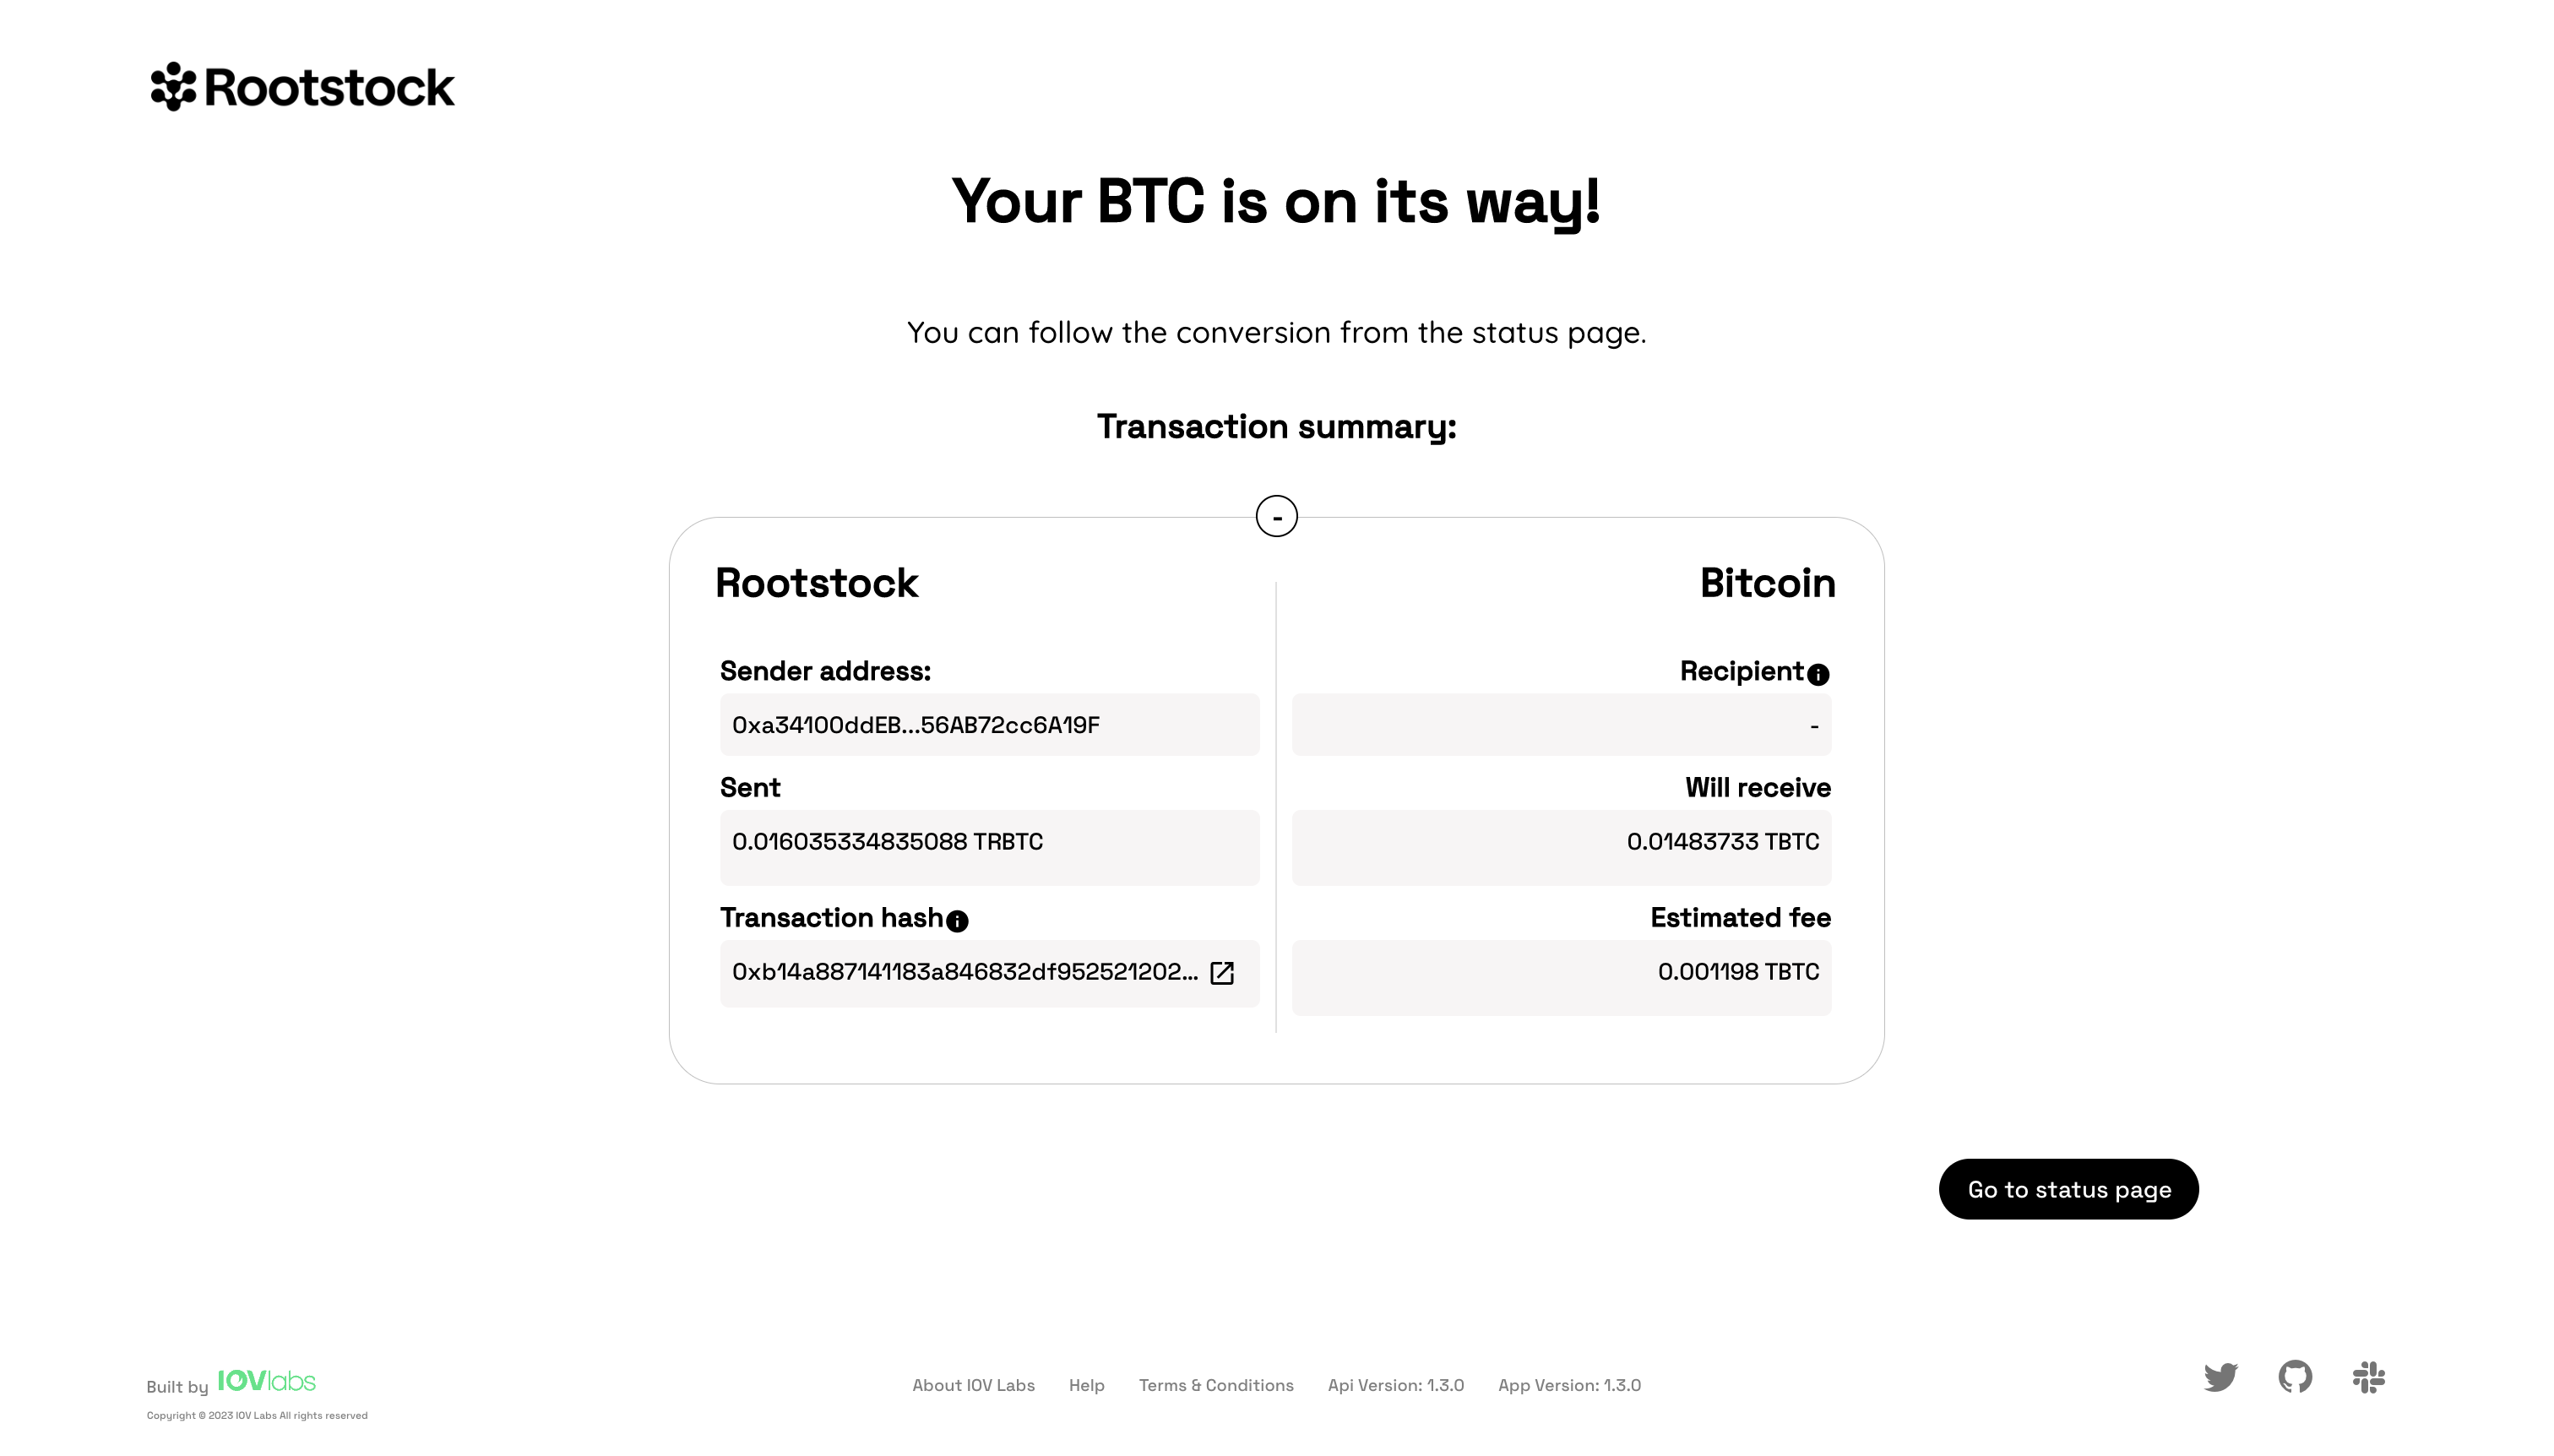 Rootstock
Your BTC is on its way!
You can follow the conversion from the status page.
Transaction summary:
-
Rootstock
Bitcoin
Sender address:
Recipient
0xa34100ddEB...56AB72cc6A19F
-
Sent
Will receive
0.016035334835088 TRBTC
0.01483733 TBTC
Transaction hash
Estimated fee
0xb14a887141183a846832df952521202...
0.001198 TBTC
Go to status page
Built by IOVlabs
About IOV Labs
Help
Terms & Conditions
Api Version: 1.3.0
App Version: 1.3.0
Copyright © 2023 IOV Labs All rights reserved